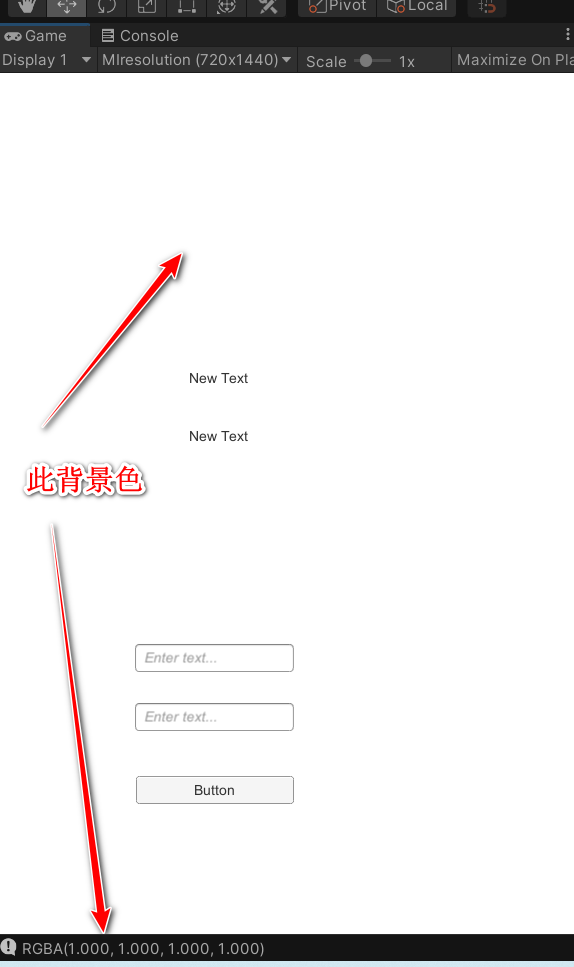 Pivot Local
Game Console
Display 1 MIresolution (720x1440) Scale 1x Maximize On Pla
New Text
New Text
此背景色
Enter text...
Enter text...
Button
RGBA(1.000, 1.000, 1.000, 1.000)